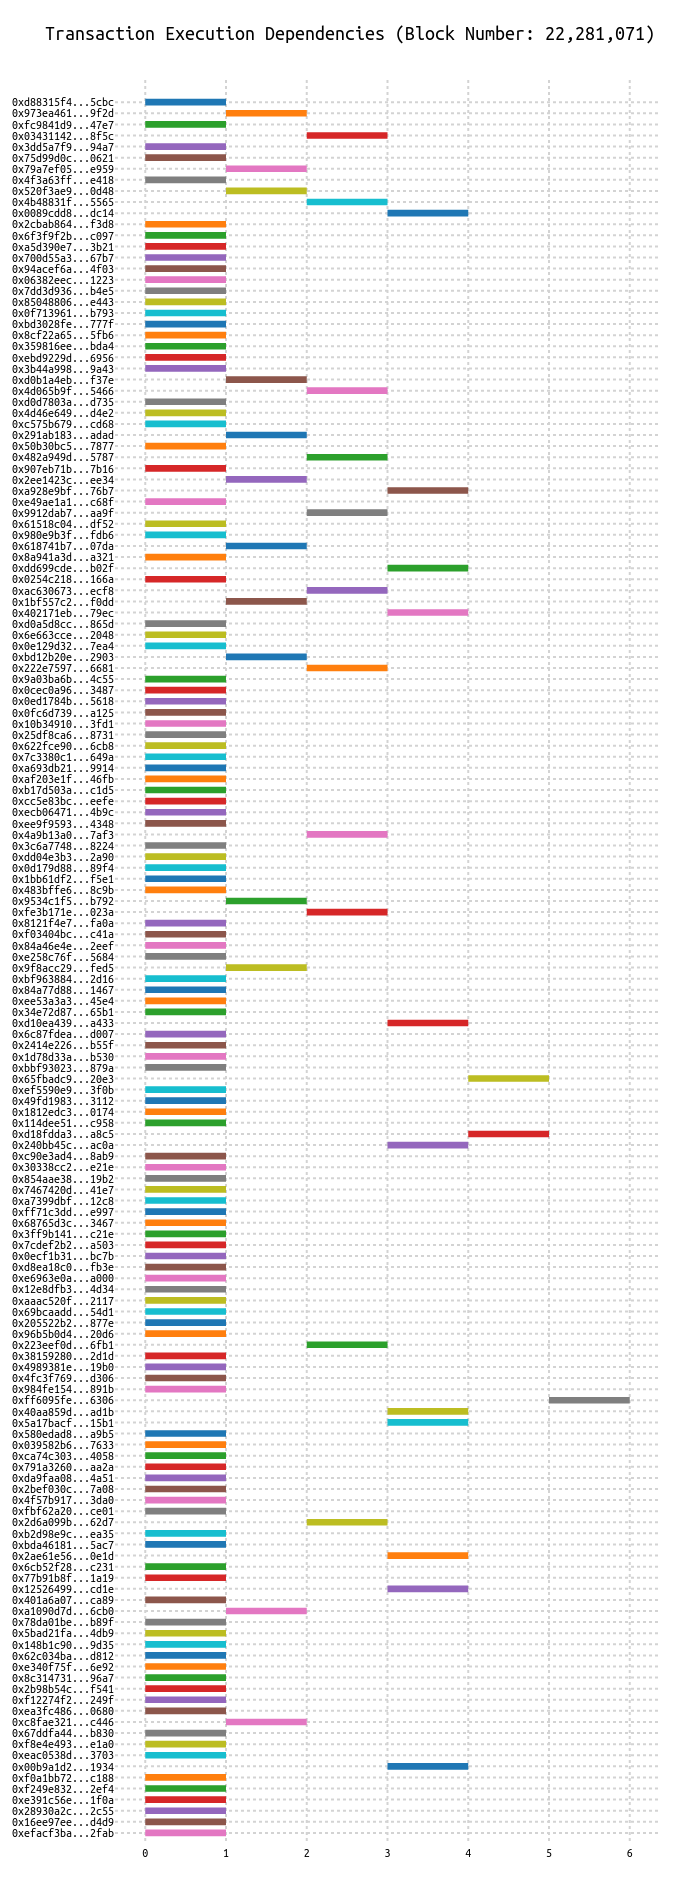 Transaction Execution Dependencies (Block Number: 22,281,071)
0xd88315f4...5cbc
0x973ea461...9f2d
0xfc9841d9...47e7
0x03431142...8f5c
0x3dd5a7f9...94a7
0x75d99d0c...0621
0x79a7ef05...e959
0x4f3a63ff...e418
0x520f3ae9...0d48
0x4b48831f...5565
0x0089cdd8...dc14
0x2cbab864...f3d8
0x6f3f9f2b...c097
0xa5d390e7...3b21
0x700d55a3...67b7
0x94acef6a...4f03
0x06382eec...1223
0x7dd3d936...b4e5
0x85048806...e443
0x0f713961...b793
0xbd3028fe...777f
0x8cf22a65...5fb6
0x359816ee...bda4
0xebd9229d...6956
0x3b44a998...9a43
0xd0b1a4eb...f37e
0x4d065b9f...5466
0xd0d7803a...d735
0x4d46e649...d4e2
0xc575b679...cd68
0x291ab183...adad
0x50b30bc5...7877
0x482a949d...5787
0x907eb71b...7b16
0x2ee1423c...ee34
0xa928e9bf...76b7
0xe49ae1a1...c68f
0x9912dab7...aa9f
0x61518c04...df52
0x980e9b3f...fdb6
0x618741b7...07da
0x8a941a3d...a321
0xdd699cde...b02f
0x0254c218...166a
0xac630673...ecf8
0x1bf557c2...f0dd
0x402171eb...79ec
0xd0a5d8cc...865d
0x6e663cce...2048
0x0e129d32...7ea4
0xbd12b20e...2903
0x222e7597...6681
0x9a03ba6b...4c55
0x0cec0a96...3487
0x0ed1784b...5618
0x0fc6d739...a125
0x10b34910...3fd1
0x25df8ca6...8731
0x622fce90...6cb8
0x7c3380c1...649a
0xa693db21...9914
0xaf203e1f...46fb
0xb17d503a...c1d5
0xcc5e83bc...eefe
0xecb06471...4b9c
0xee9f9593...4348
0x4a9b13a0...7af3
0x3c6a7748...8224
0xdd04e3b3...2a90
0x0d179d88...89f4
0x1bb61df2...f5e1
0x483bffe6...8c9b
0x9534c1f5...b792
0xfe3b171e...023a
0x8121f4e7...fa0a
0xf03404bc...c41a
0x84a46e4e...2eef
0xe258c76f...5684
0x9f8acc29...fed5
0xbf963884...2d16
0x84a77d88...1467
0xee53a3a3...45e4
0x34e72d87...65b1
0xd10ea439...a433
0x6c87fdea...d007
0x2414e226...b55f
0x1d78d33a...b530
0xbbf93023...879a
0x65fbadc9...20e3
0xef5590e9...3f0b
0x49fd1983...3112
0x1812edc3...0174
0x114dee51...c958
0xd18fdda3...a8c5
0x240bb45c...ac0a
0xc90e3ad4...8ab9
0x30338cc2...e21e
0x854aae38...19b2
0x7467420d...41e7
0xa7399dbf...12c8
0xff71c3dd...e997
0x68765d3c...3467
0x3ff9b141...c21e
0x7cdef2b2...a503
0x0ecf1b31...bc7b
0xd8ea18c0...fb3e
0xe6963e0a...a000
0x12e8dfb3...4d34
0xaaac520f...2117
0x69bcaadd...54d1
0x205522b2...877e
0x96b5b0d4...20d6
0x223eef0d...6fb1
0x38159280...2d1d
0x4989381e...19b0
0x4fc3f769...d306
0x984fe154...891b
0xff6095fe...6306
0x40aa859d...ad1b
0x5a17bacf...15b1
0x580edad8...a9b5
0x039582b6...7633
0xca74c303...4058
0x791a3260...aa2a
0xda9faa08...4a51
0x2bef030c...7a08
0x4f57b917...3da0
0xfbf62a20...ce01
0x2d6a099b...62d7
0xb2d98e9c...ea35
0xbda46181...5ac7
0x2ae61e56...0e1d
0x6cb52f28...c231
0x77b91b8f...1a19
0x12526499...cd1e
0x401a6a07...ca89
0xa1090d7d...6cb0
0x78da01be...b89f
0x5bad21fa...4db9
0x148b1c90...9d35
0x62c034ba...d812
0xe340f75f...6e92
0x8c314731...96a7
0x2b98b54c...f541
0xf12274f2...249f
0xea3fc486...0680
0xc8fae321...c446
0x67ddfa44...b830
0xf8e4e493...e1a0
0xeac0538d...3703
0x00b9a1d2...1934
0xf0a1bb72...c188
0xf249e832...2ef4
0xe391c56e...1f0a
0x28930a2c...2c55
0x16ee97ee...d4d9
0xefacf3ba...2fab
0 1 2 3 4 5 6